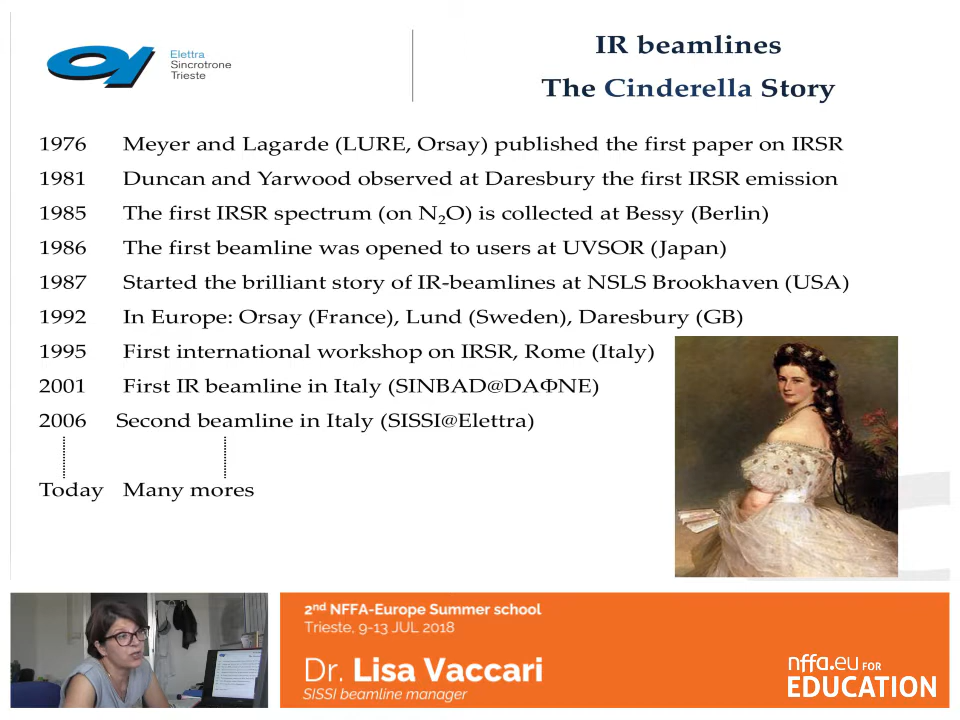 Elettra
Sincrotrone
Trieste
IR beamlines
The Cinderella Story
1976 Meyer and Lagarde (LURE, Orsay) published the first paper on IRSR
1981 Duncan and Yarwood observed at Daresbury the first IRSR emission
1985 The first IRSR spectrum (on N₂O) is collected at Bessy (Berlin)
1986 The first beamline was opened to users at UVSOR (Japan)
1987 Started the brilliant story of IR-beamlines at NSLS Brookhaven (USA)
1992 In Europe: Orsay (France), Lund (Sweden), Daresbury (GB)
1995 First international workshop on IRSR, Rome (Italy)
2001 First IR beamline in Italy (SINBAD@DAΦNE)
2006 Second beamline in Italy (SISSI@Elettra)
Today Many mores
2nd NFFA-Europe Summer school
Trieste, 9-13 JUL 2018
Dr. Lisa Vaccari
SISSI beamline manager
nffa.eu FOR
EDUCATION